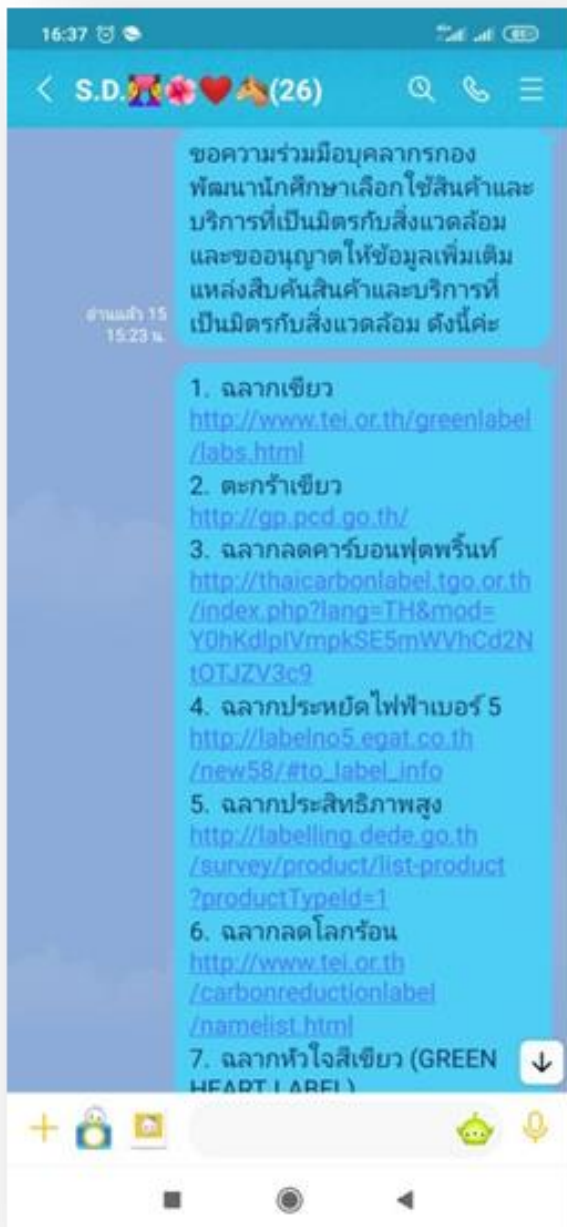 16:37
S.D. (26)
ขอความร่วมมือบุคลากรกอง
พัฒนานักศึกษาเลือกใช้สินค้าและ
บริการที่เป็นมิตรกับสิ่งแวดล้อม
และขออนุญาตให้ข้อมูลเพิ่มเติม
แหล่งสืบค้นสินค้าและบริการที่
เป็นมิตรกับสิ่งแวดล้อม ดังนี้ค่ะ
อ่านแล้ว 15
15:23 น.
1. ฉลากเขียว
http://www.tei.or.th/greenlabel
/labs.html
2. ตะกร้าเขียว
http://gp.pcd.go.th/
3. ฉลากลดคาร์บอนฟุตพริ้นท์
http://thaicarbonlabel.tgo.or.th
/index.php?lang=TH&mod=
Y0hKdlpIVmpkSE5mWVhCd2N
tOTJZV3c9
4. ฉลากประหยัดไฟฟ้าเบอร์ 5
http://labelno5.egat.co.th
/new58/#to_label_info
5. ฉลากประสิทธิภาพสูง
http://labelling.dede.go.th
/survey/product/list-product
?productTypeId=1
6. ฉลากลดโลกร้อน
http://www.tei.or.th
/carbonreductionlabel
/namelist.html
7. ฉลากหัวใจสีเขียว (GREEN
HEART LABEL)